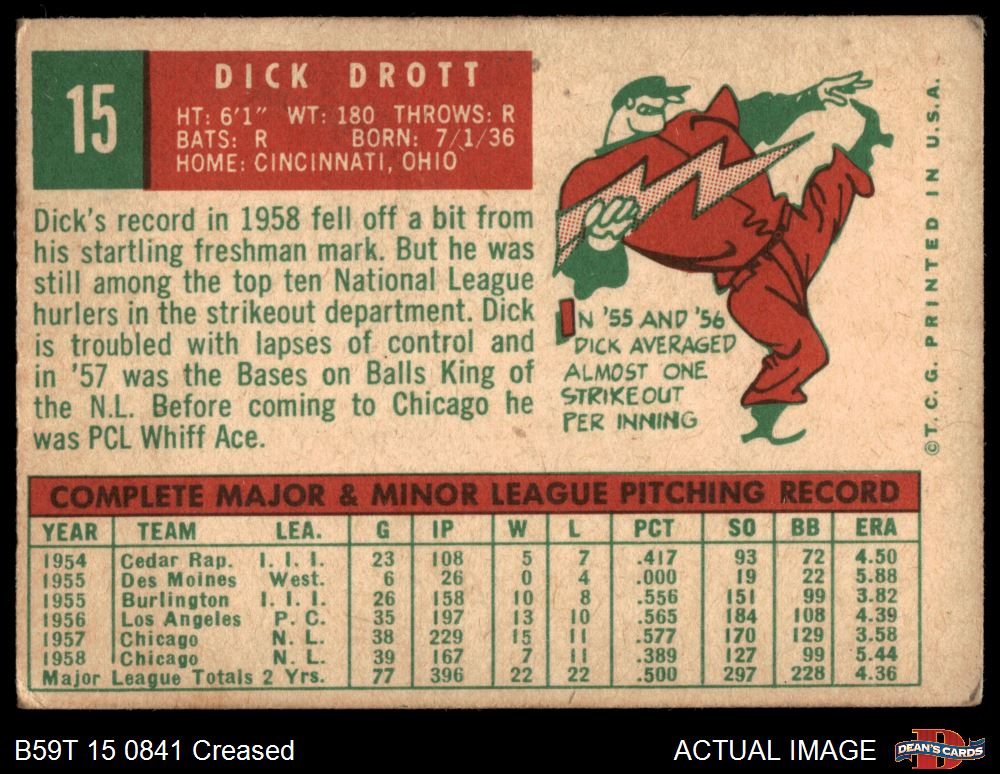 15
DICK DROTT
HT: 6'1" WT: 180 THROWS: R
BATS: R BORN: 7/1/36
HOME: CINCINNATI, OHIO
Dick's record in 1958 fell off a bit from
his startling freshman mark. But he was
still among the top ten National League
hurlers in the strikeout department. Dick
is troubled with lapses of control and
in '57 was the Bases on Balls King of
the N.L. Before coming to Chicago he
was PCL Whiff Ace.
IN '55 AND '56
DICK AVERAGED
ALMOST ONE
STRIKEOUT
PER INNING
©T. C. G. PRINTED IN U.S.A.
COMPLETE MAJOR & MINOR LEAGUE PITCHING RECORD
YEAR TEAM LEA. G IP W L PCT SO BB ERA
1954 Cedar Rap. I. I. I. 23 108 5 7 .417 93 72 4.50
1955 Des Moines West. 6 26 0 4 .000 19 22 5.88
1955 Burlington I. I. I. 26 158 10 8 .556 151 99 3.82
1956 Los Angeles P. C. 35 197 13 10 .565 184 108 4.39
1957 Chicago N. L. 38 229 15 11 .577 170 129 3.58
1958 Chicago N. L. 39 167 7 11 .389 127 99 5.44
Major League Totals 2 Yrs. 77 396 22 22 .500 297 228 4.36
B59T 15 0841 Creased
ACTUAL IMAGE
DEAN'S CARDS